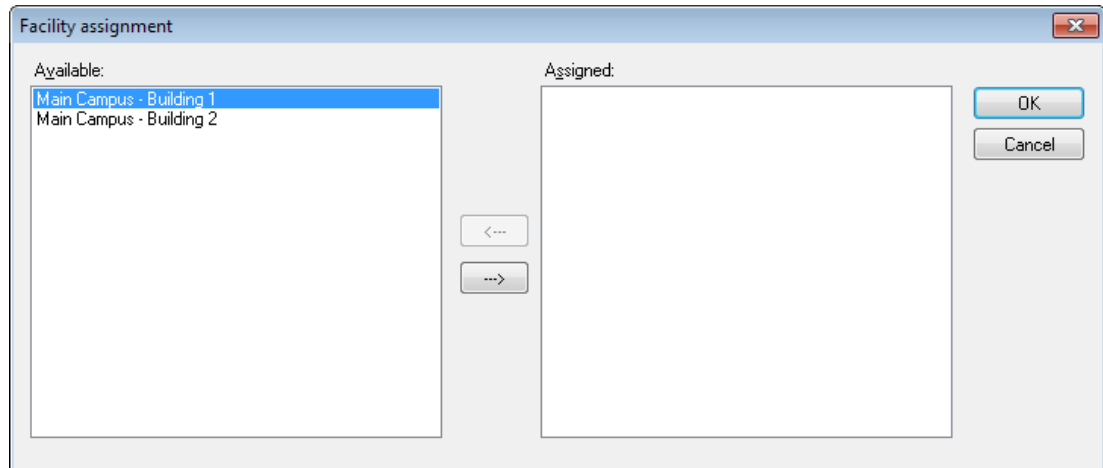 Facility assignment
Available:
Assigned:
Main Campus - Building 1
Main Campus - Building 2
OK
Cancel
<---
--->